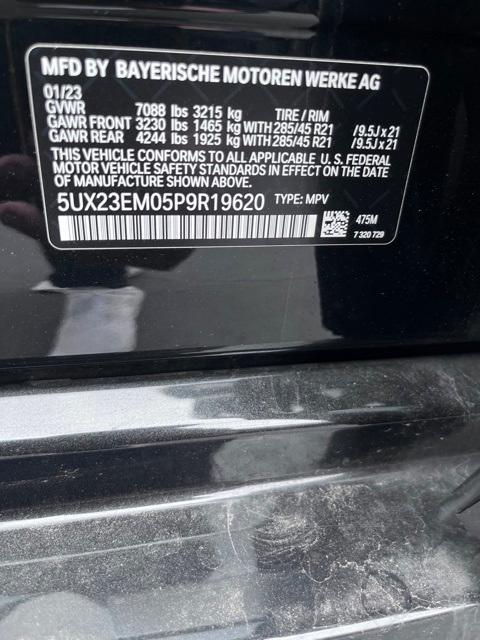 MFD BY BAYERISCHE MOTOREN WERKE AG
01/23
GVWR 7088 lbs 3215 kg TIRE / RIM
GAWR FRONT 3230 lbs 1465 kg WITH 285/45 R21 /9.5J x 21
GAWR REAR 4244 lbs 1925 kg WITH 285/45 R21 /9.5J x 21
THIS VEHICLE CONFORMS TO ALL APPLICABLE U. S. FEDERAL
MOTOR VEHICLE SAFETY STANDARDS IN EFFECT ON THE DATE
OF MANUFACTURE SHOWN ABOVE.
5UX23EM05P9R19620 TYPE: MPV
475M
7 320 729